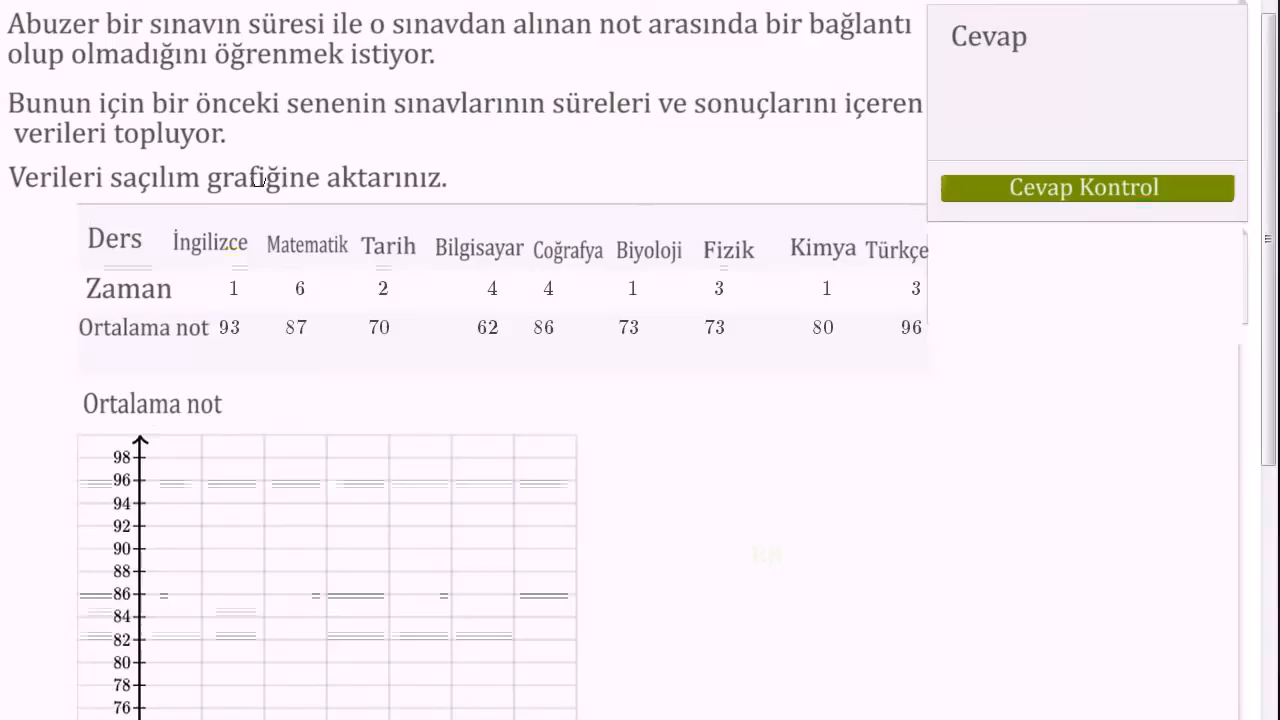 Abuzer bir sınavın süresi ile o sınavdan alınan not arasında bir bağlantı
olup olmadığını öğrenmek istiyor.
Bunun için bir önceki senenin sınavlarının süreleri ve sonuçlarını içeren
verileri topluyor.
Verileri saçılım grafiğine aktarınız.
Cevap
Cevap Kontrol
Ders İngilizce Matematik Tarih Bilgisayar Coğrafya Biyoloji Fizik Kimya Türkçe
Zaman 1 6 2 4 4 1 3 1 3
Ortalama not 93 87 70 62 86 73 73 80 96
Ortalama not
98
96
94
92
90
88
86
84
82
80
78
76